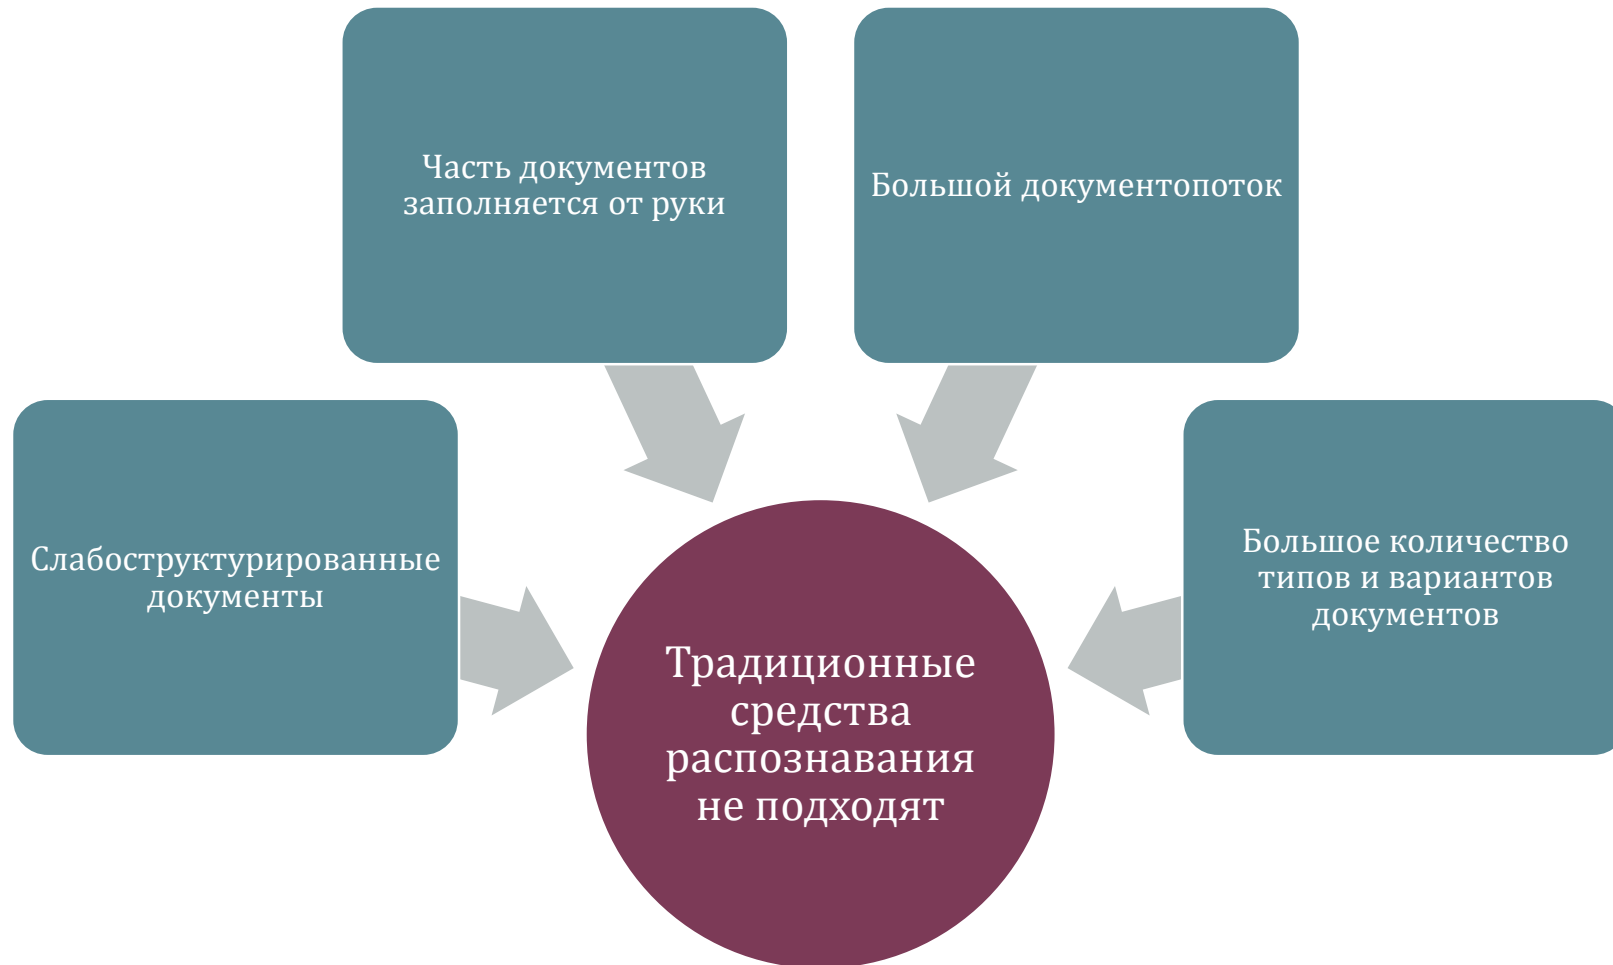 Часть документов
заполняется от руки
Большой документопоток
Слабоструктурированные
документы
Большое количество
типов и вариантов
документов
Традиционные
средства
распознавания
не подходят